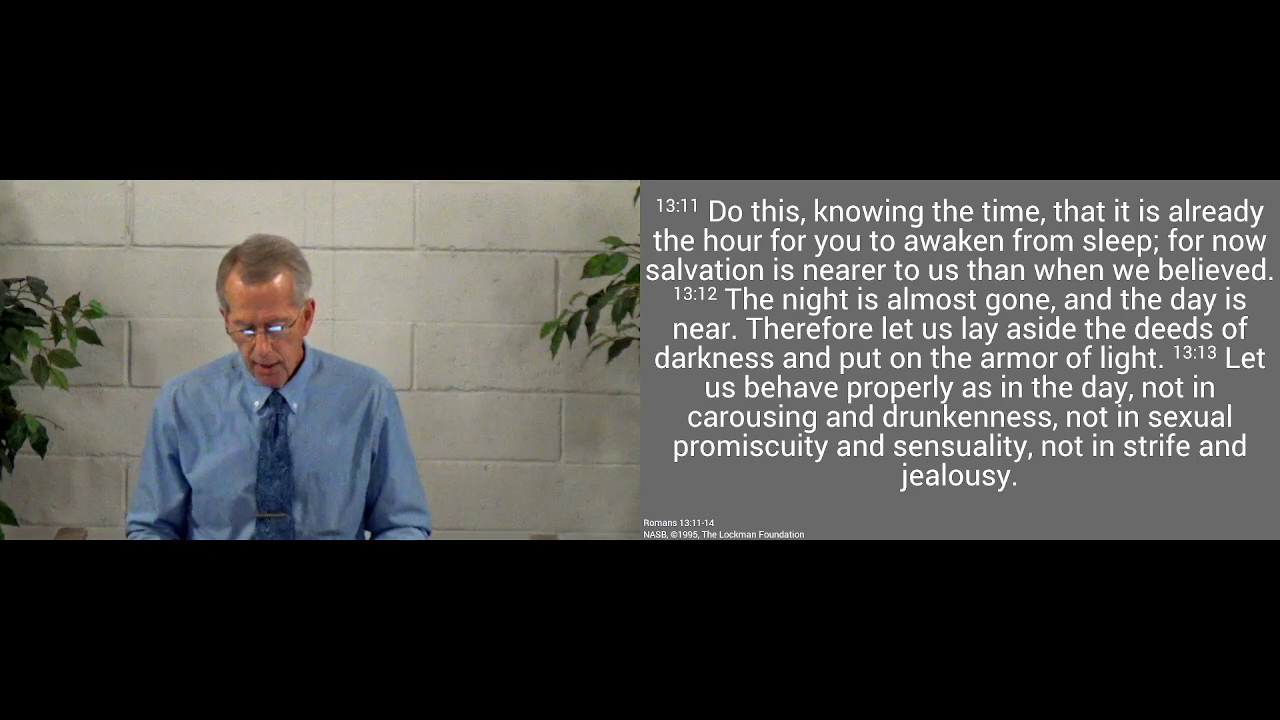 13:11 Do this, knowing the time, that it is already
the hour for you to awaken from sleep; for now
salvation is nearer to us than when we believed.
13:12 The night is almost gone, and the day is
near. Therefore let us lay aside the deeds of
darkness and put on the armor of light. 13:13 Let
us behave properly as in the day, not in
carousing and drunkenness, not in sexual
promiscuity and sensuality, not in strife and
jealousy.
Romans 13:11-14
NASB, ©1995, The Lockman Foundation